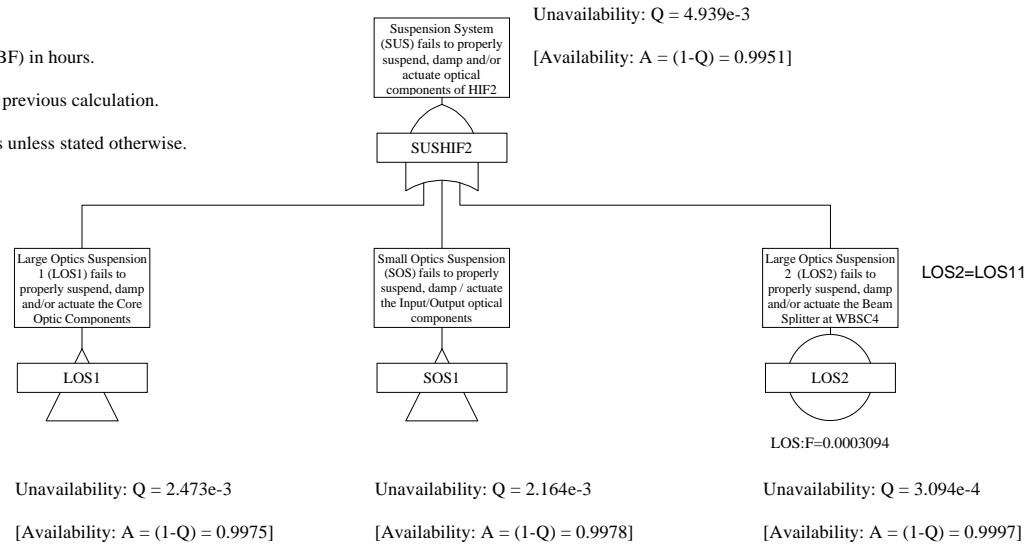 Unavailability: Q = 4.939e-3
[Availability: A = (1-Q) = 0.9951]
BF) in hours.
previous calculation.
s unless stated otherwise.
Suspension System
(SUS) fails to properly
suspend, damp and/or
actuate optical
components of HIF2
SUSHIF2
Large Optics Suspension
1 (LOS1) fails to
properly suspend, damp
and/or actuate the Core
Optic Components
LOS1
Unavailability: Q = 2.473e-3
[Availability: A = (1-Q) = 0.9975]
Small Optics Suspension
(SOS) fails to properly
suspend, damp / actuate
the Input/Output optical
components
SOS1
Unavailability: Q = 2.164e-3
[Availability: A = (1-Q) = 0.9978]
Large Optics Suspension
2 (LOS2) fails to
properly suspend, damp
and/or actuate the Beam
Splitter at WBSC4
LOS2=LOS11
LOS2
LOS:F=0.0003094
Unavailability: Q = 3.094e-4
[Availability: A = (1-Q) = 0.9997]